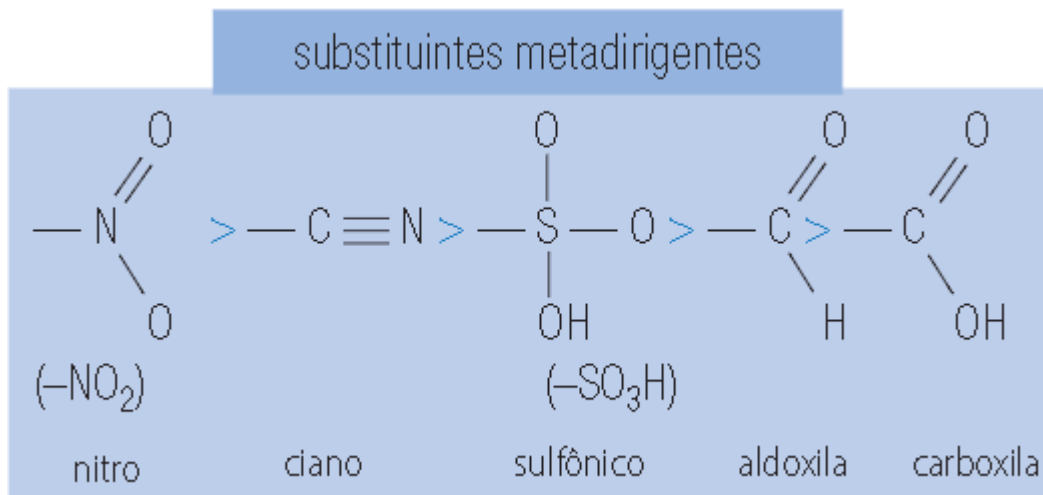 substituintes metadirigentes
O O O O
N > C N > S O > C > C
O OH H OH
(–NO₂) (–SO₃H)
nitro ciano sulfônico aldoxila carboxila